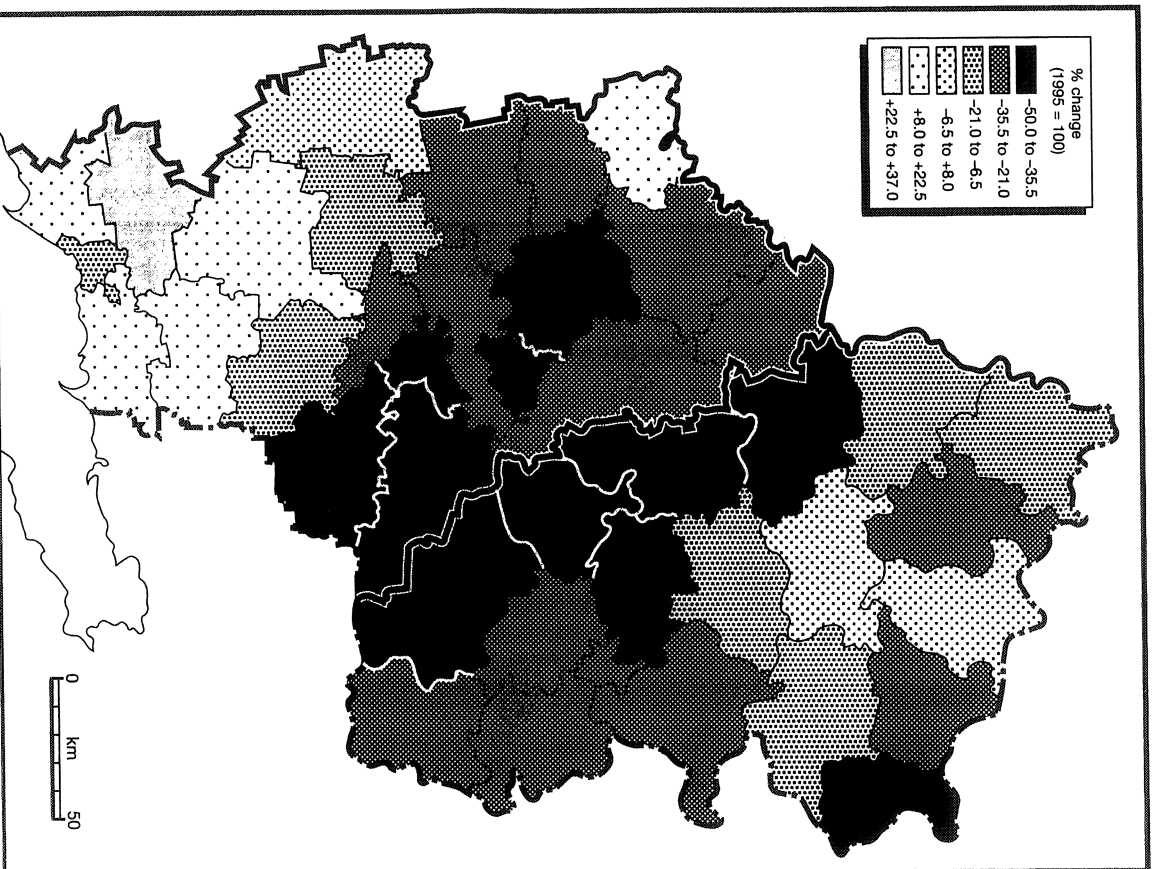 % change
(1995 = 100)
-50.0 to -35.5
-35.5 to -21.0
-21.0 to -6.5
-6.5 to +8.0
+8.0 to +22.5
+22.5 to +37.0
0 km 50